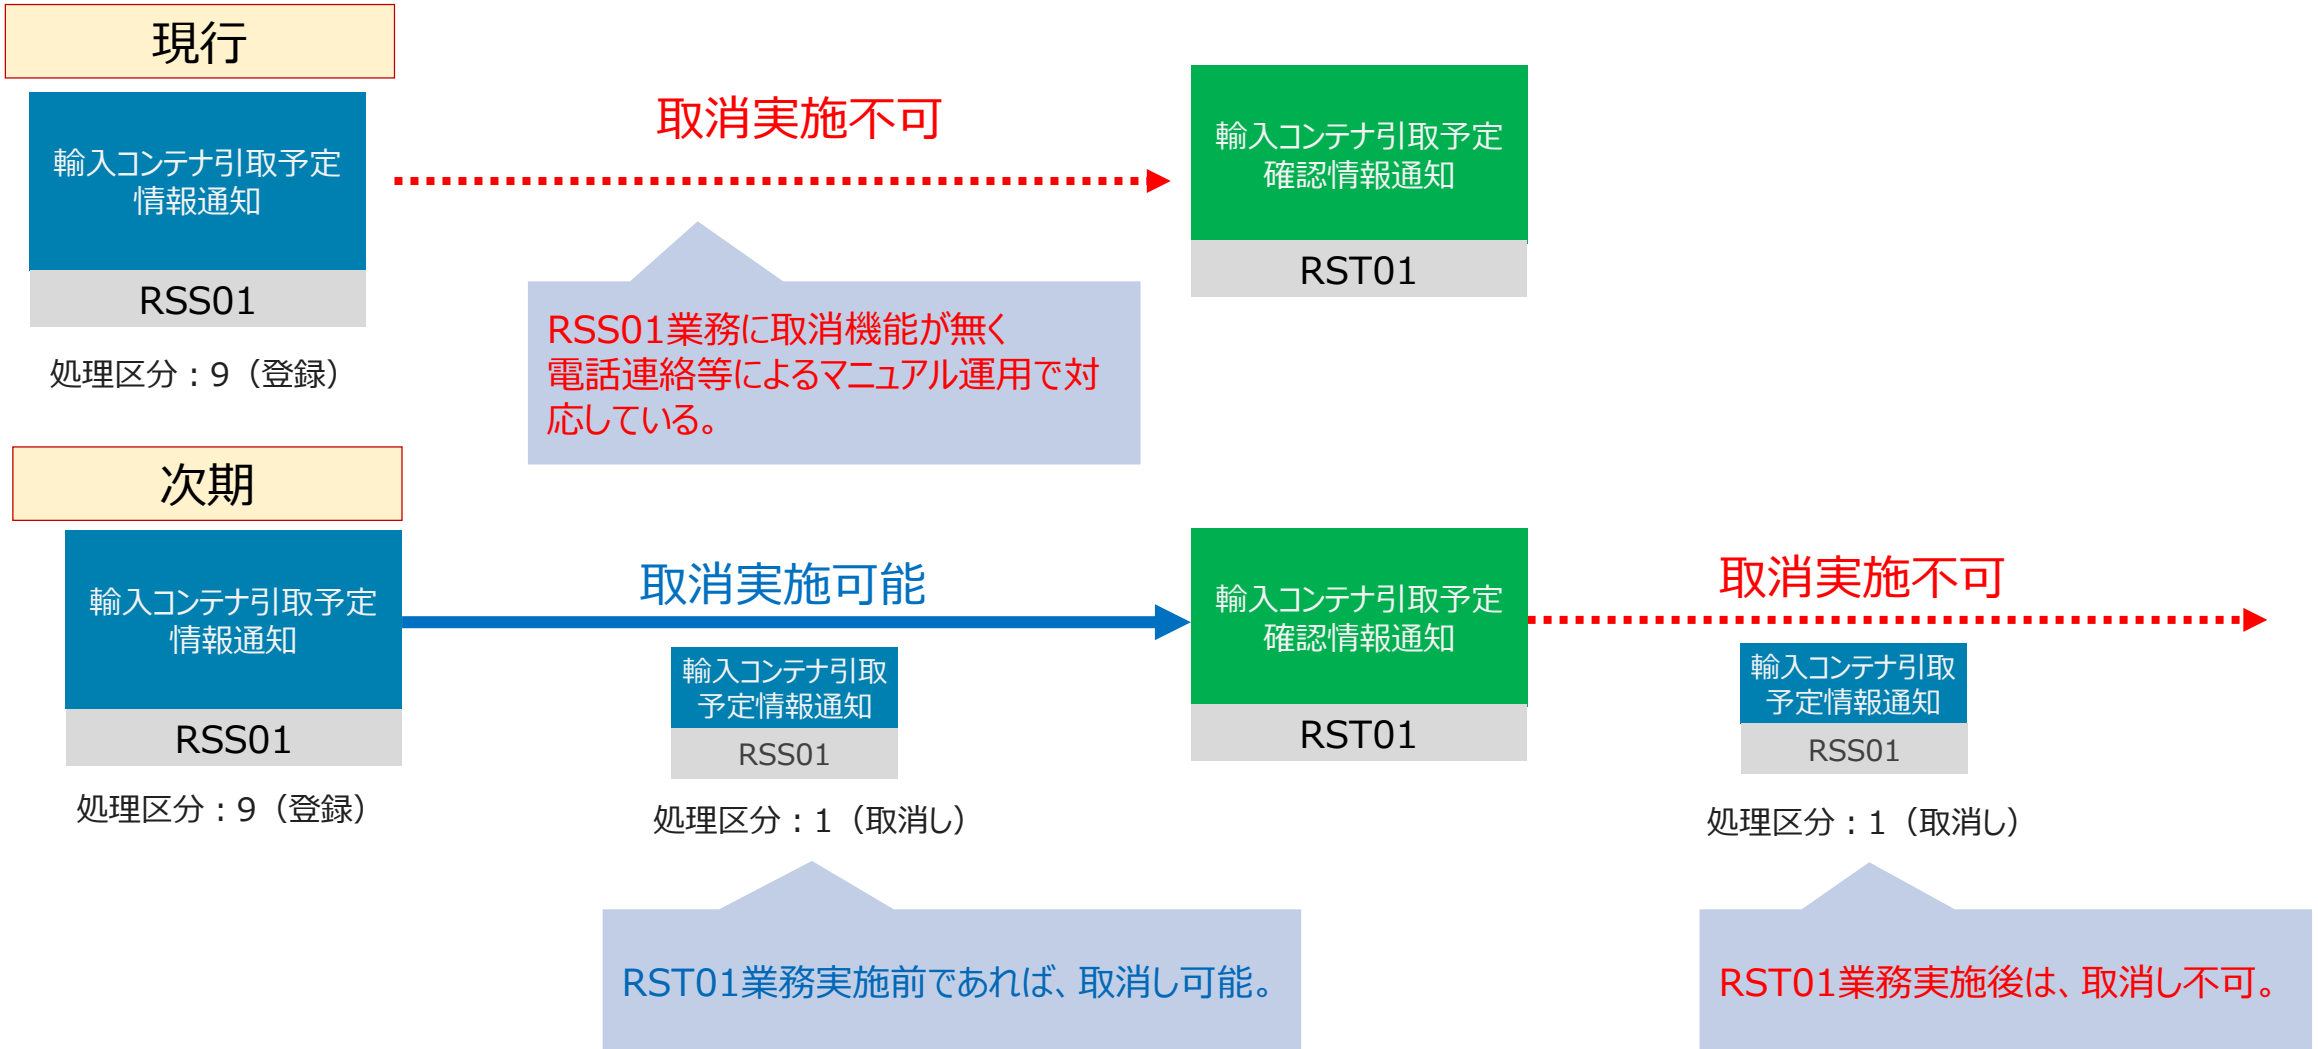 現行
輸入コンテナ引取予定
情報通知
RSS01
処理区分：9（登録）
取消実施不可
RSS01業務に取消機能が無く
電話連絡等によるマニュアル運用で対
応している。
輸入コンテナ引取予定
確認情報通知
RST01
次期
輸入コンテナ引取予定
情報通知
RSS01
処理区分：9（登録）
取消実施可能
輸入コンテナ引取
予定情報通知
RSS01
処理区分：1（取消し）
RST01業務実施前であれば、取消し可能。
輸入コンテナ引取予定
確認情報通知
RST01
取消実施不可
輸入コンテナ引取
予定情報通知
RSS01
処理区分：1（取消し）
RST01業務実施後は、取消し不可。